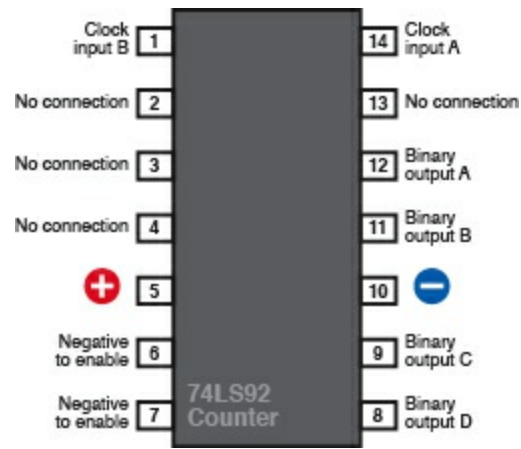 Clock
input B
1
14
Clock
input A
No connection
2
13
No connection
No connection
3
12
Binary
output A
No connection
4
11
Binary
output B
+
5
10
−
Negative
to enable
6
9
Binary
output C
Negative
to enable
7
74LS92
Counter
8
Binary
output D